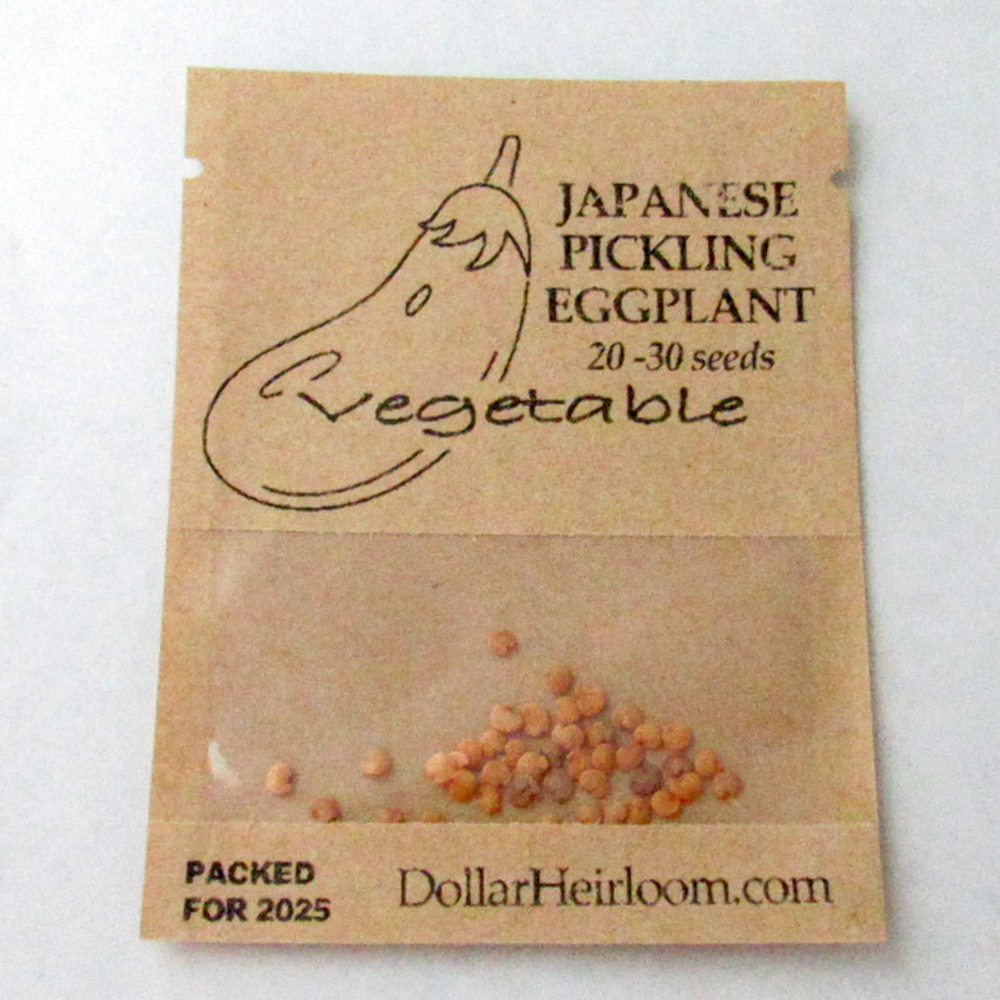 JAPANESE
PICKLING
EGGPLANT
20 -30 seeds
Vegetable
PACKED
FOR 2025
DollarHeirloom.com